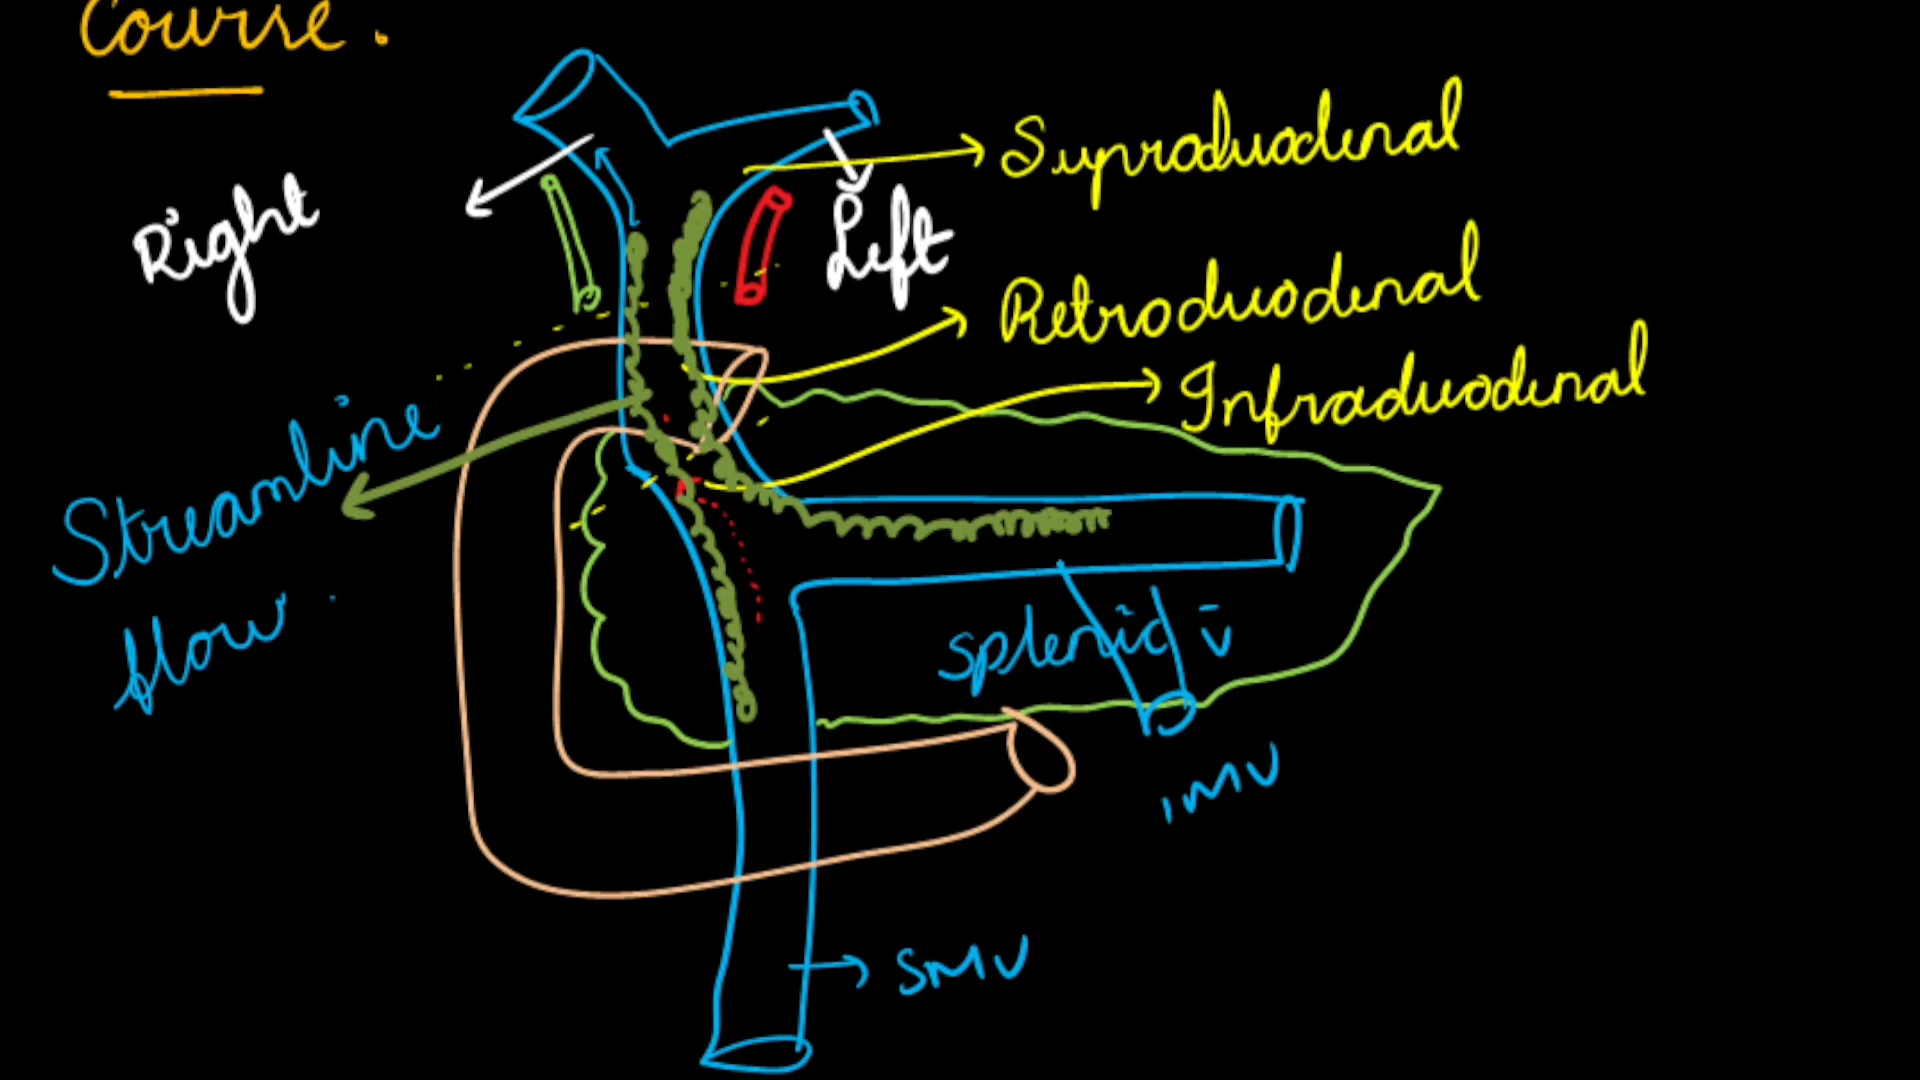 Course.
Supraduodenal
Right
Left
Retroduodenal
Infraduodenal
Streamline
flow.
splenic v̄
IMV
SMV